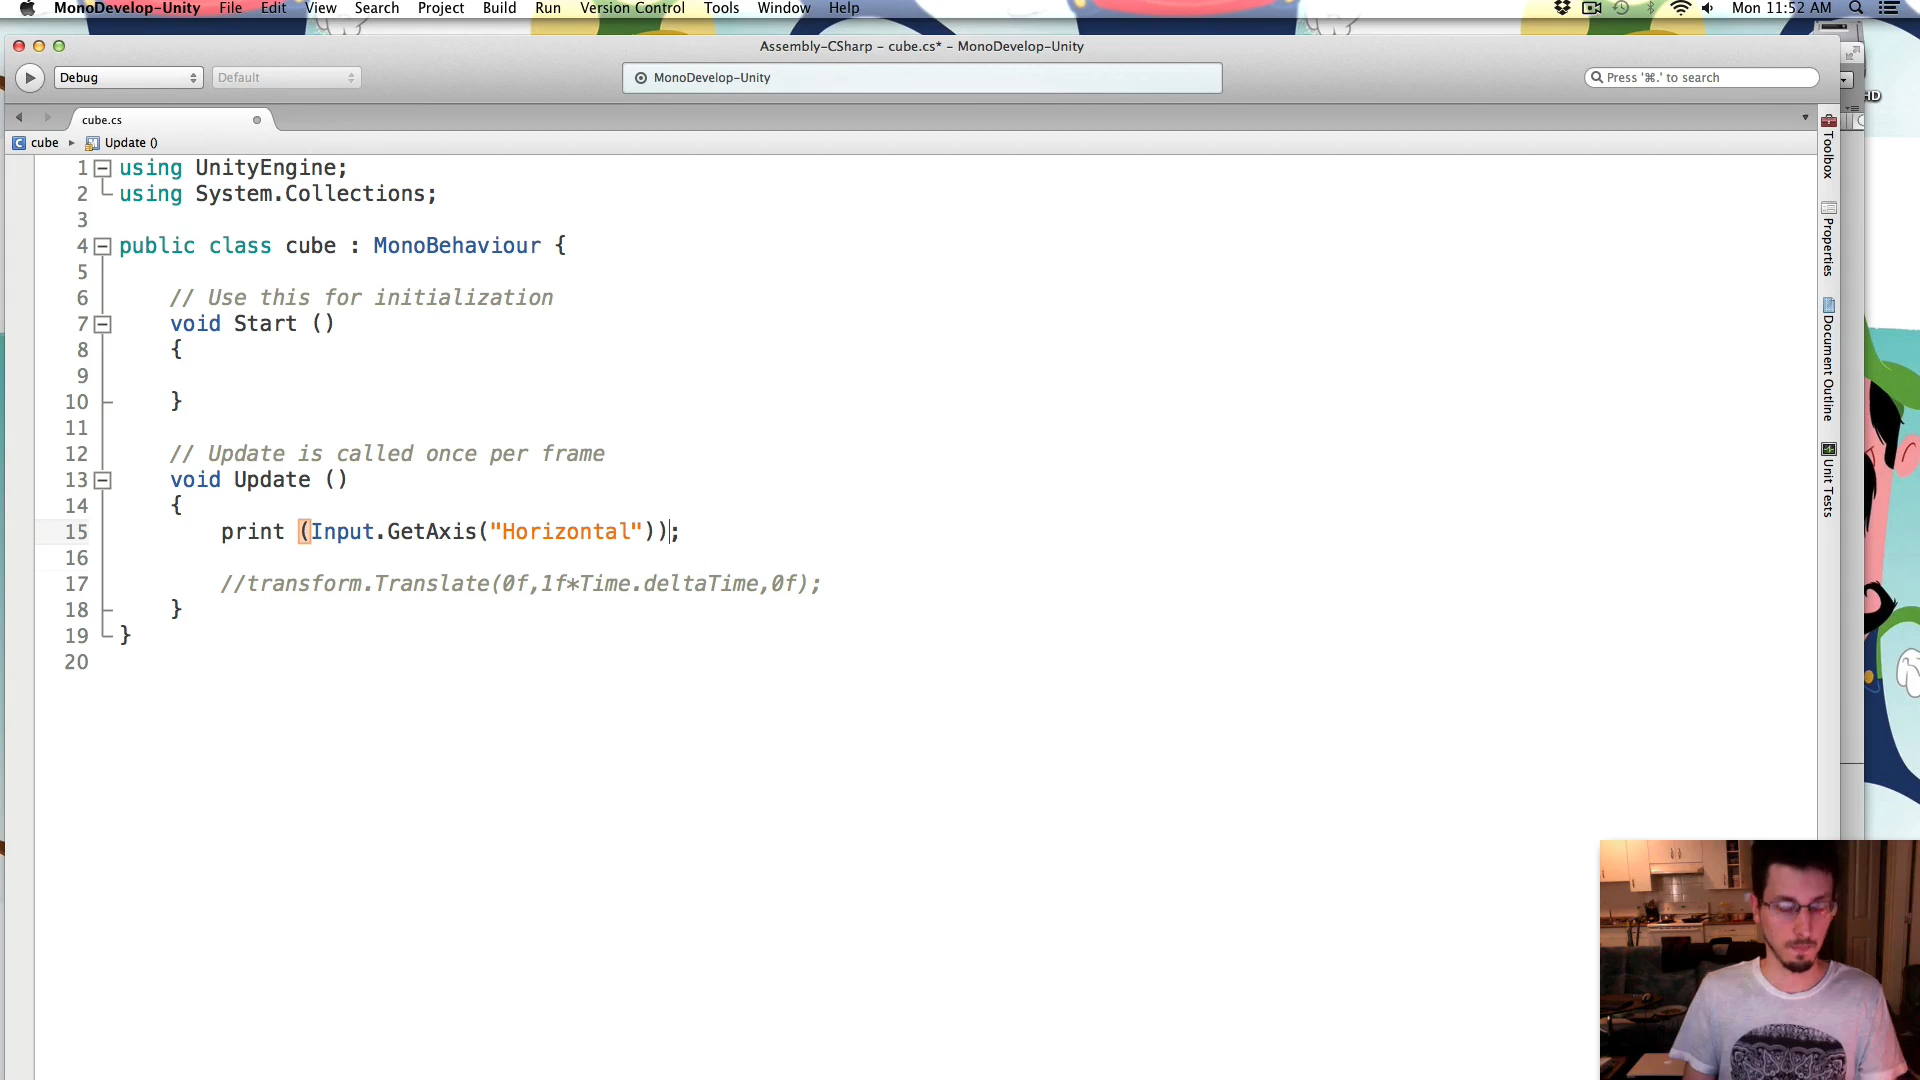 MonoDevelop-Unity File Edit View Search Project Build Run Version Control Tools Window Help Mon 11:52 AM
Assembly-CSharp – cube.cs* – MonoDevelop-Unity
Debug Default MonoDevelop-Unity Press '⌘.' to search
HD
cube.cs
cube ▸ Update ()
1 using UnityEngine;
2 using System.Collections;
3
4 public class cube : MonoBehaviour {
5
6 // Use this for initialization
7 void Start ()
8 {
9
10 }
11
12 // Update is called once per frame
13 void Update ()
14 {
15 print (Input.GetAxis("Horizontal"));
16
17 //transform.Translate(0f,1f*Time.deltaTime,0f);
18 }
19 }
20
Toolbox
Properties
Document Outline
Unit Tests